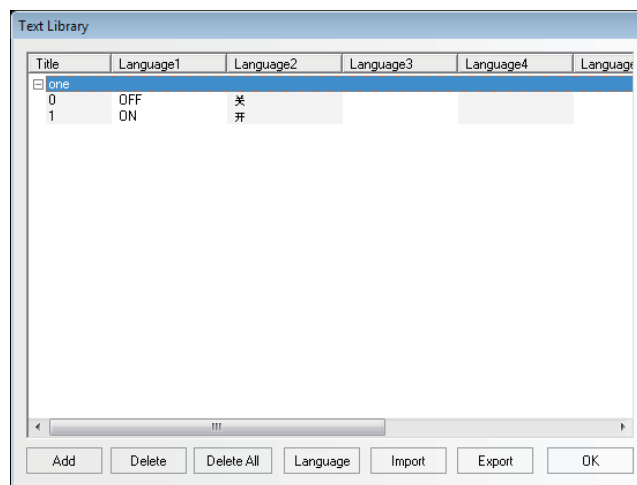 Text Library
Title Language1 Language2 Language3 Language4 Language
one
0 OFF 关
1 ON 开
Add Delete Delete All Language Import Export OK